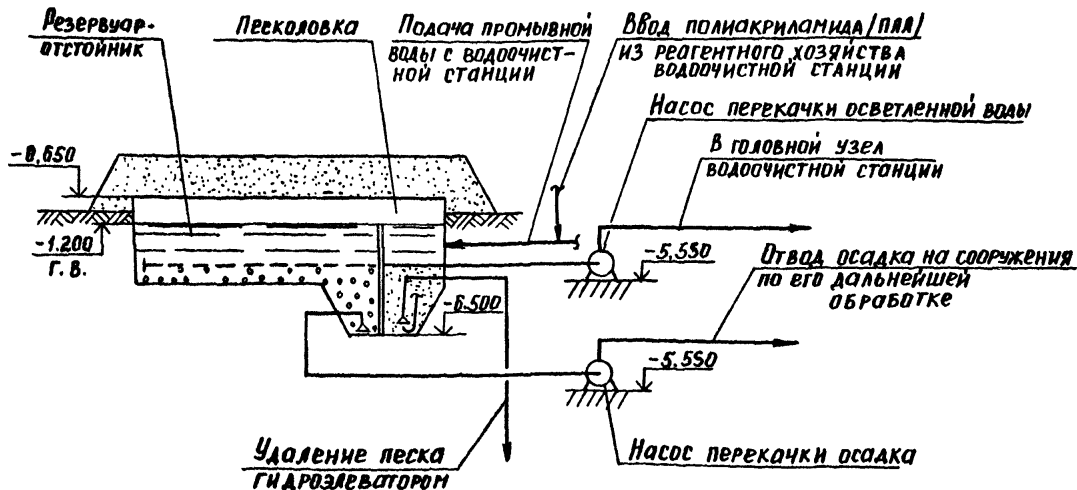 Резервуар-
отстойник
Песколовка
Подача промывной
воды с водоочист-
ной станции
Ввод полиакриламида/ПАА/
из реагентного хозяйства
водоочистной станции
Насос перекачки осветленной воды
В головной узел
водоочистной станции
-0,650
-1.200
Г. В.
-5,550
Отвод осадка на сооружения
по его дальнейшей
обработке
-6.500
-5,550
Удаление песка
гидроэлеватором
Насос перекачки осадка